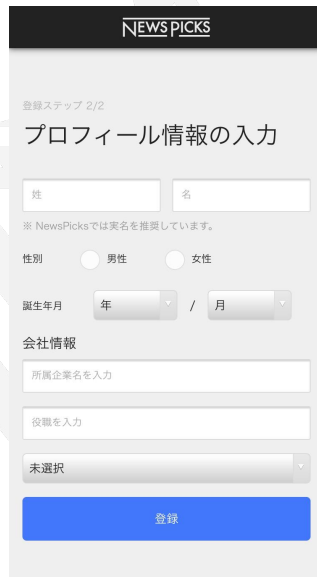 NEWSPICKS
登録ステップ 2/2
プロフィール情報の入力
姓 名
※ NewsPicksでは実名を推奨しています。
性別 男性 女性
誕生年月 年 / 月
会社情報
所属企業名を入力
役職を入力
未選択
登録